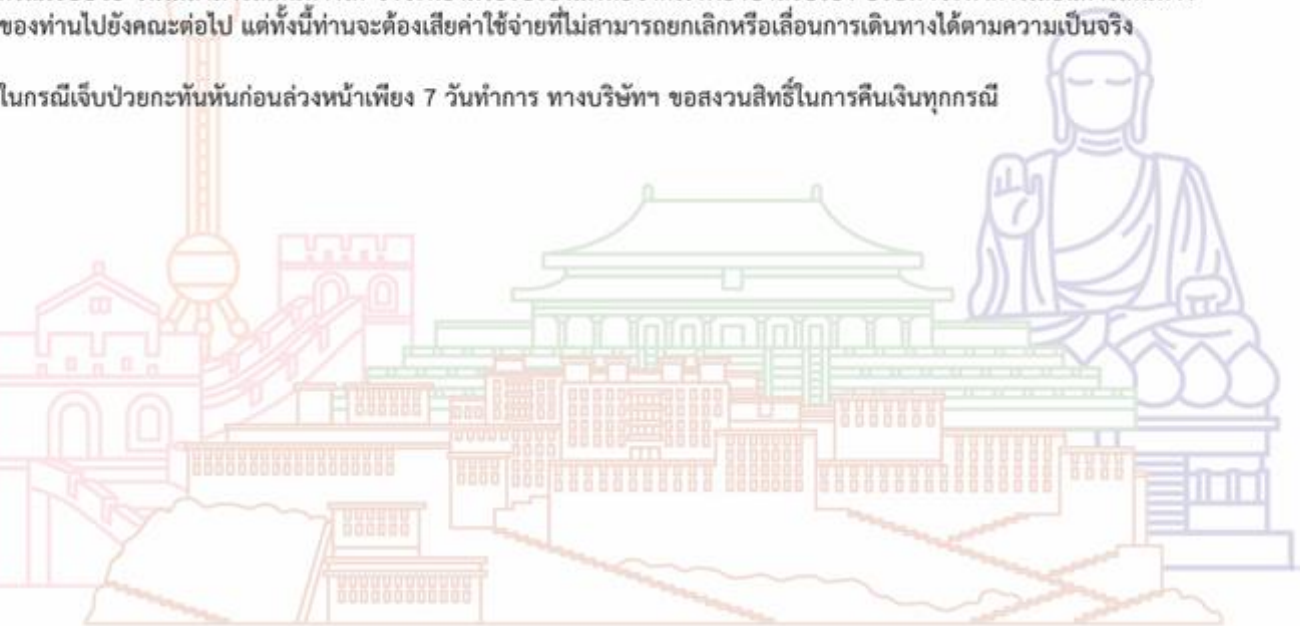 ของท่านไปยังคณะต่อไป แต่ทั้งนี้ท่านจะต้องเสียค่าใช้จ่ายที่ไม่สามารถยกเลิกหรือเลื่อนการเดินทางได้ตามความเป็นจริง
ในกรณีเจ็บป่วยกะทันหันก่อนล่วงหน้าเพียง 7 วันทำการ ทางบริษัทฯ ขอสงวนสิทธิ์ในการคืนเงินทุกกรณี